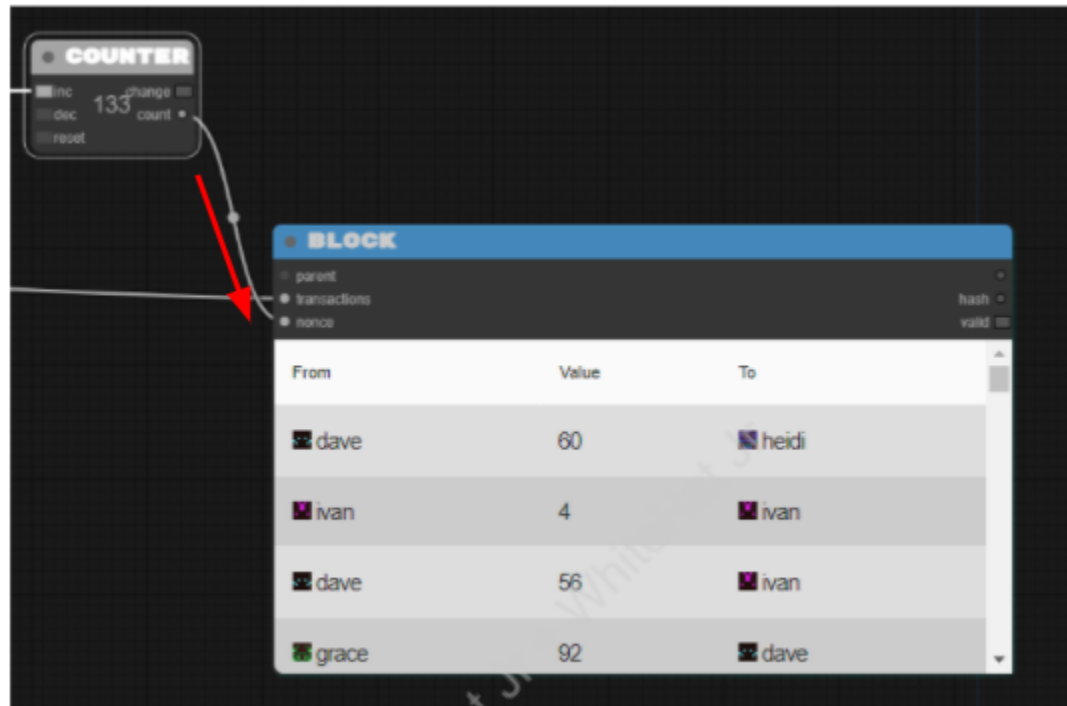 COUNTER
inc change
dec 133 count
reset
BLOCK
parent
transactions
hash
nonce
valid
From Value To
dave 60 heidi
ivan 4 ivan
dave 56 ivan
grace 92 dave